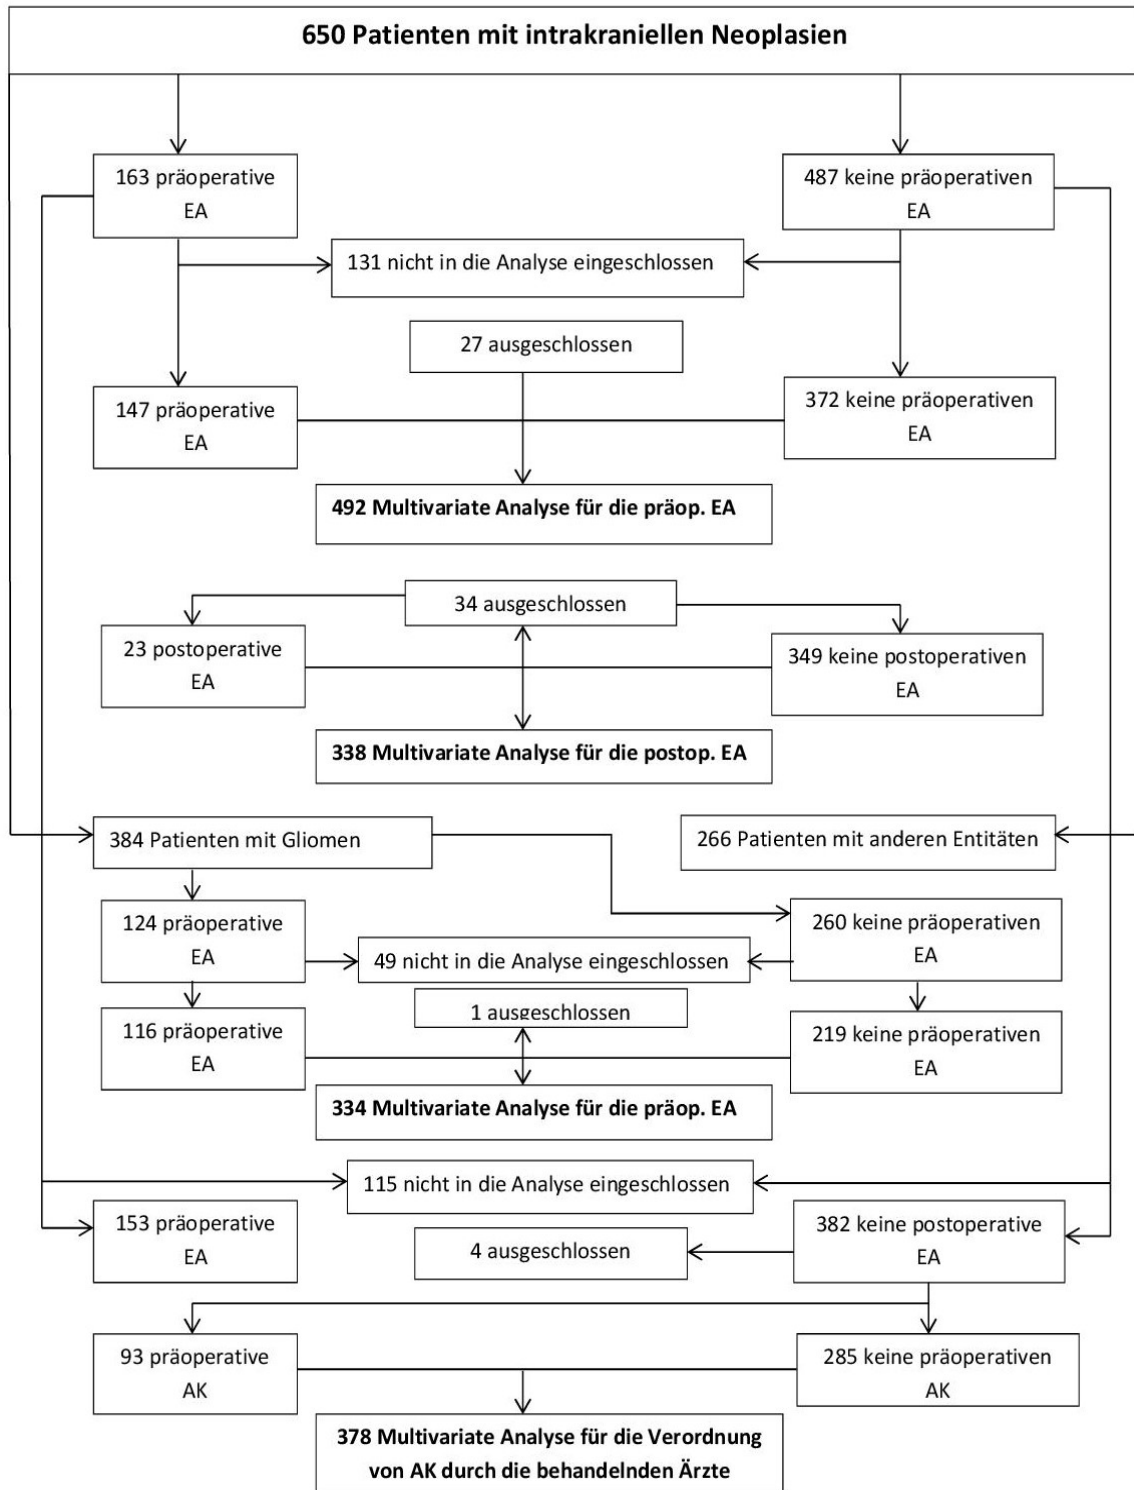 650 Patienten mit intrakraniellen Neoplasien
163 präoperative
EA
487 keine präoperativen
EA
131 nicht in die Analyse eingeschlossen
27 ausgeschlossen
147 präoperative
EA
372 keine präoperativen
EA
492 Multivariate Analyse für die präop. EA
34 ausgeschlossen
23 postoperative
EA
349 keine postoperativen
EA
338 Multivariate Analyse für die postop. EA
384 Patienten mit Gliomen
266 Patienten mit anderen Entitäten
124 präoperative
EA
260 keine präoperativen
EA
49 nicht in die Analyse eingeschlossen
1 ausgeschlossen
116 präoperative
EA
219 keine präoperativen
EA
334 Multivariate Analyse für die präop. EA
115 nicht in die Analyse eingeschlossen
153 präoperative
EA
382 keine postoperative
EA
4 ausgeschlossen
93 präoperative
AK
285 keine präoperativen
AK
378 Multivariate Analyse für die Verordnung
von AK durch die behandelnden Ärzte